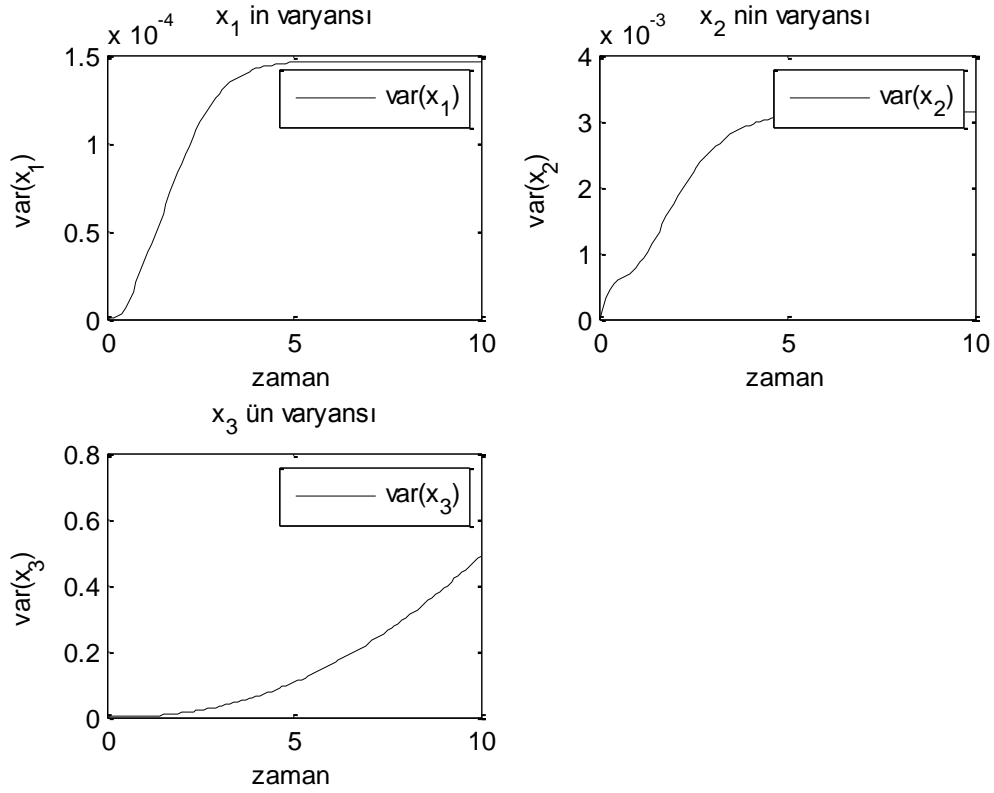 x_1 in varyansı
x 10^-4
1.5
1
0.5
0
var(x_1)
var(x_1)
0
5
10
zaman
x_2 nin varyansı
x 10^-3
4
3
2
1
0
var(x_2)
var(x_2)
0
5
10
zaman
x_3 ün varyansı
0.8
0.6
0.4
0.2
0
var(x_3)
var(x_3)
0
5
10
zaman